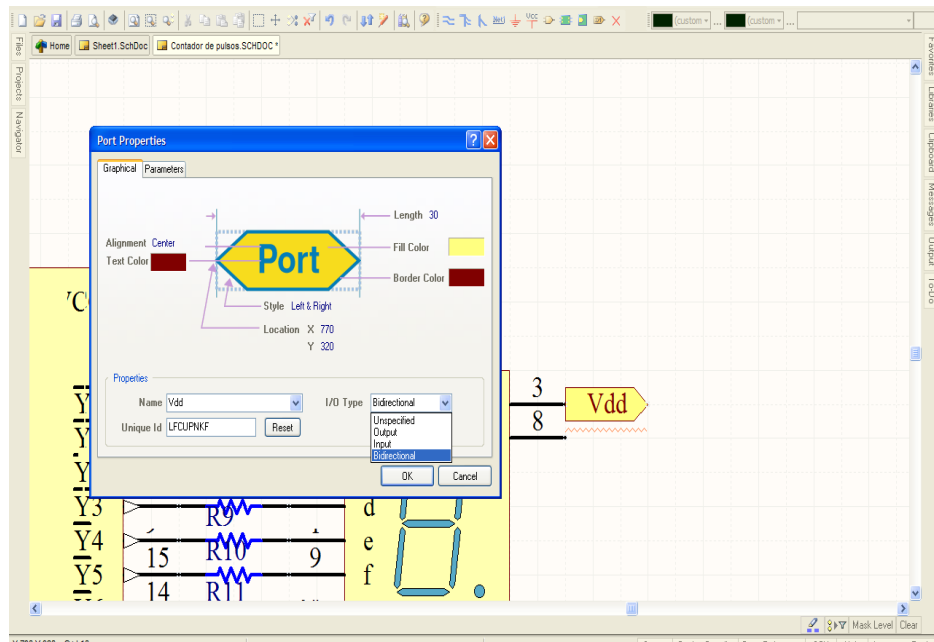 VCC
(custom
...
(custom
...
Home
Sheet1.SchDoc
Contador de pulsos.SCHDOC *
Files
Projects
Navigator
Favorites
Libraries
Clipboard
Messages
Output
To-Do
Port Properties
Graphical
Parameters
Length 30
Alignment Center
Fill Color
Text Color
Port
Border Color
Style Left & Right
Location X 770
Y 320
Properties
Name Vdd
I/O Type Bidirectional
Unique Id LFCUPNKF
Reset
Unspecified
Output
Input
Bidirectional
OK
Cancel
3
Vdd
8
Y
Y
Y
Y3
R9
d
Y4
R10
e
15
9
Y5
f
14
R11
Mask Level
Clear